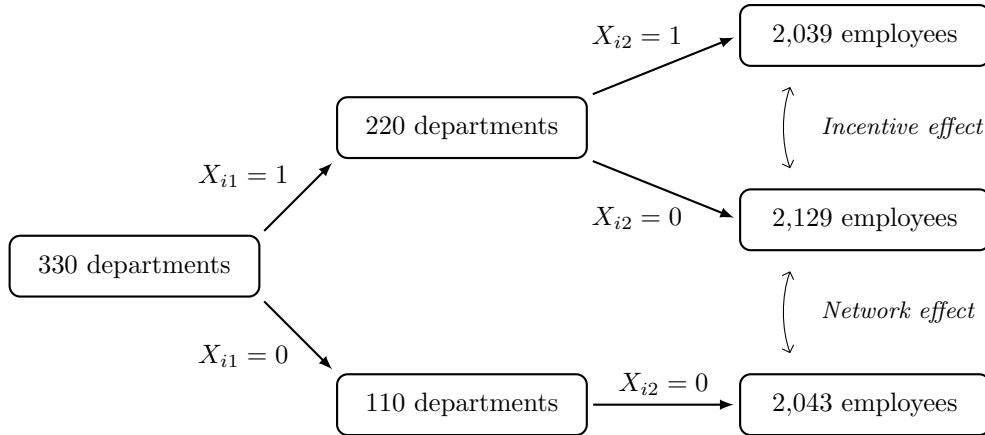 2,039 employees
X_{i2} = 1
220 departments
Incentive effect
X_{i1} = 1
X_{i2} = 0
2,129 employees
330 departments
Network effect
X_{i1} = 0
X_{i2} = 0
110 departments
2,043 employees